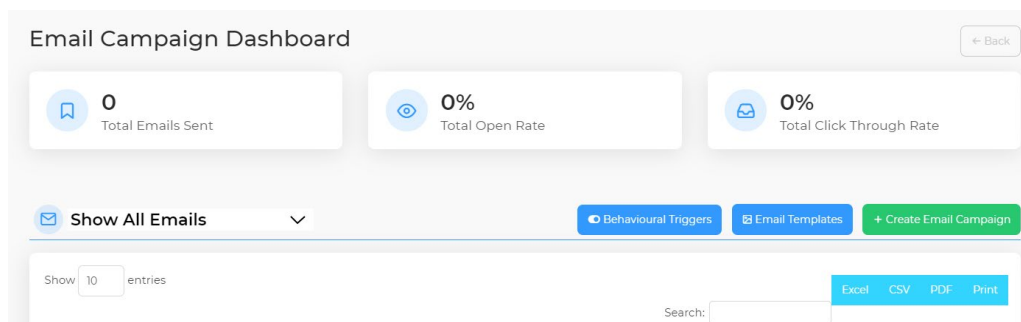 Email Campaign Dashboard
← Back
0
Total Emails Sent
0%
Total Open Rate
0%
Total Click Through Rate
Show All Emails
Behavioural Triggers
Email Templates
+ Create Email Campaign
Show 10 entries
Excel CSV PDF Print
Search: